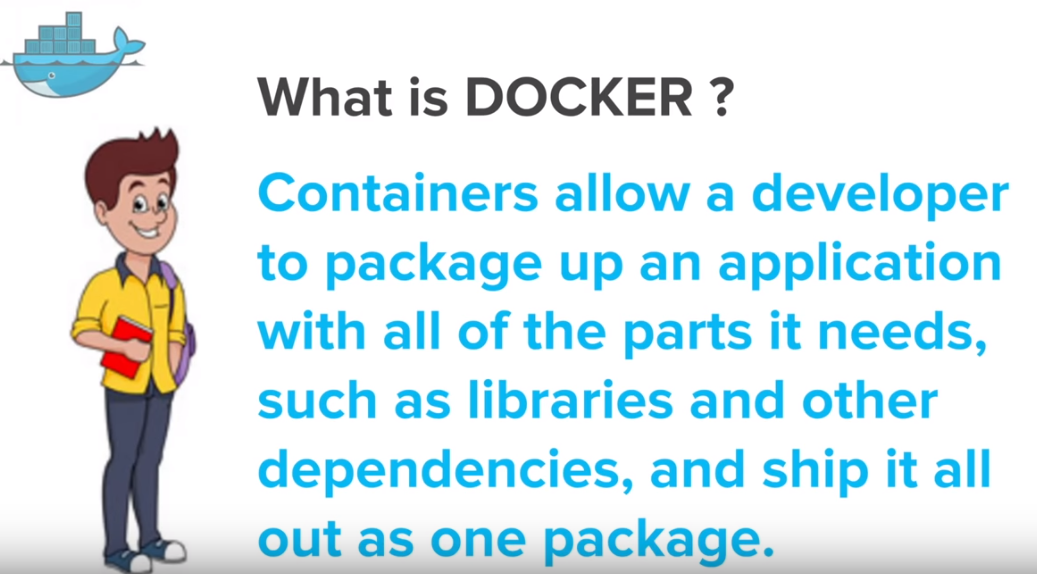 What is DOCKER ?
Containers allow a developer
to package up an application
with all of the parts it needs,
such as libraries and other
dependencies, and ship it all
out as one package.